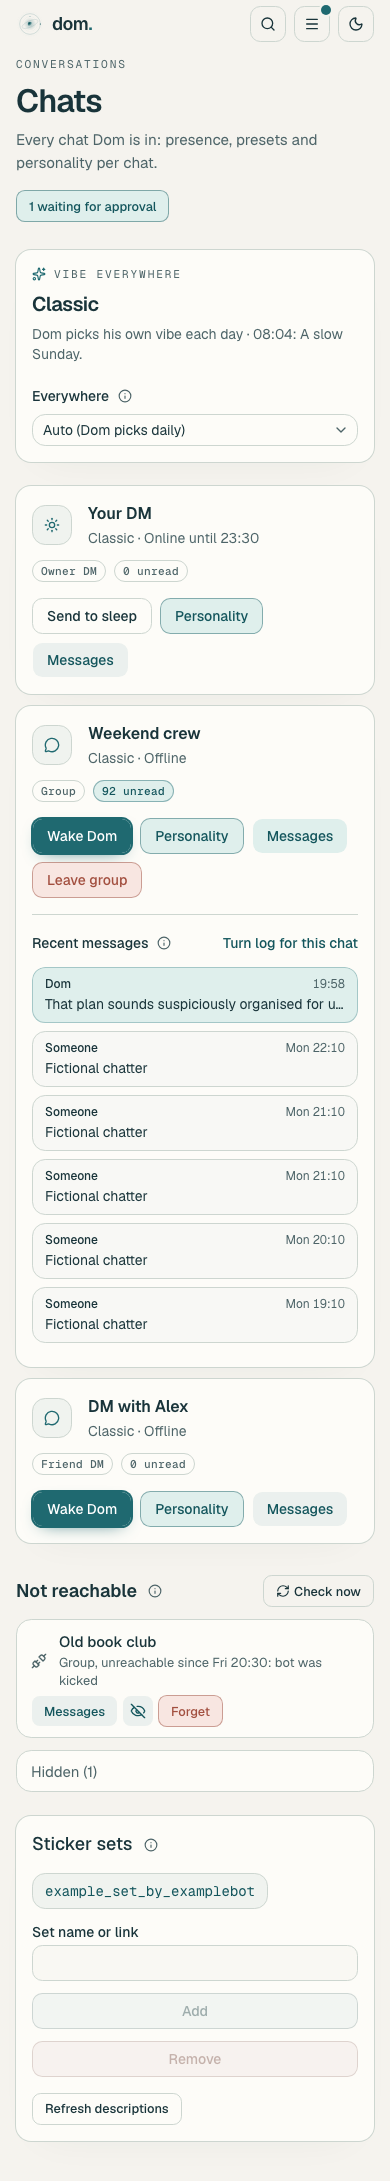 dom.
CONVERSATIONS
Chats
Every chat Dom is in: presence, presets and
personality per chat.
1 waiting for approval
VIBE EVERYWHERE
Classic
Dom picks his own vibe each day · 08:04: A slow
Sunday.
Everywhere
Auto (Dom picks daily)
Your DM
Classic · Online until 23:30
Owner DM 0 unread
Send to sleep Personality
Messages
Weekend crew
Classic · Offline
Group 92 unread
Wake Dom Personality Messages
Leave group
Recent messages Turn log for this chat
Dom 19:58
That plan sounds suspiciously organised for u…
Someone Mon 22:10
Fictional chatter
Someone Mon 21:10
Fictional chatter
Someone Mon 21:10
Fictional chatter
Someone Mon 20:10
Fictional chatter
Someone Mon 19:10
Fictional chatter
DM with Alex
Classic · Offline
Friend DM 0 unread
Wake Dom Personality Messages
Not reachable Check now
Old book club
Group, unreachable since Fri 20:30: bot was
kicked
Messages Forget
Hidden (1)
Sticker sets
example_set_by_examplebot
Set name or link
Add
Remove
Refresh descriptions